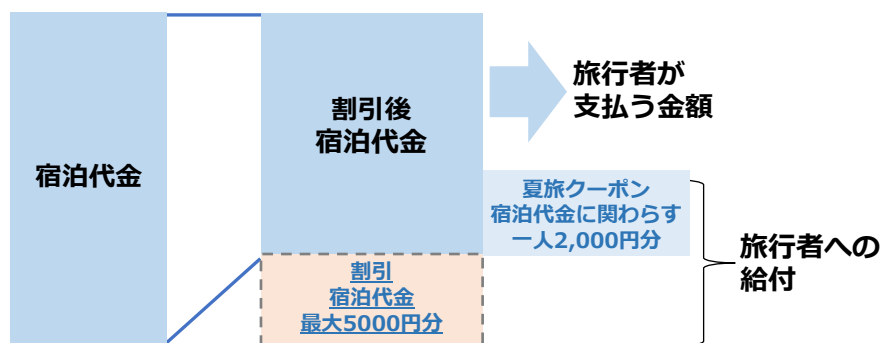 宿泊代金
割引後
宿泊代金
旅行者が
支払う金額
夏旅クーポン
宿泊代金に関わらす
一人2,000円分
割引
宿泊代金
最大5000円分
旅行者への
給付